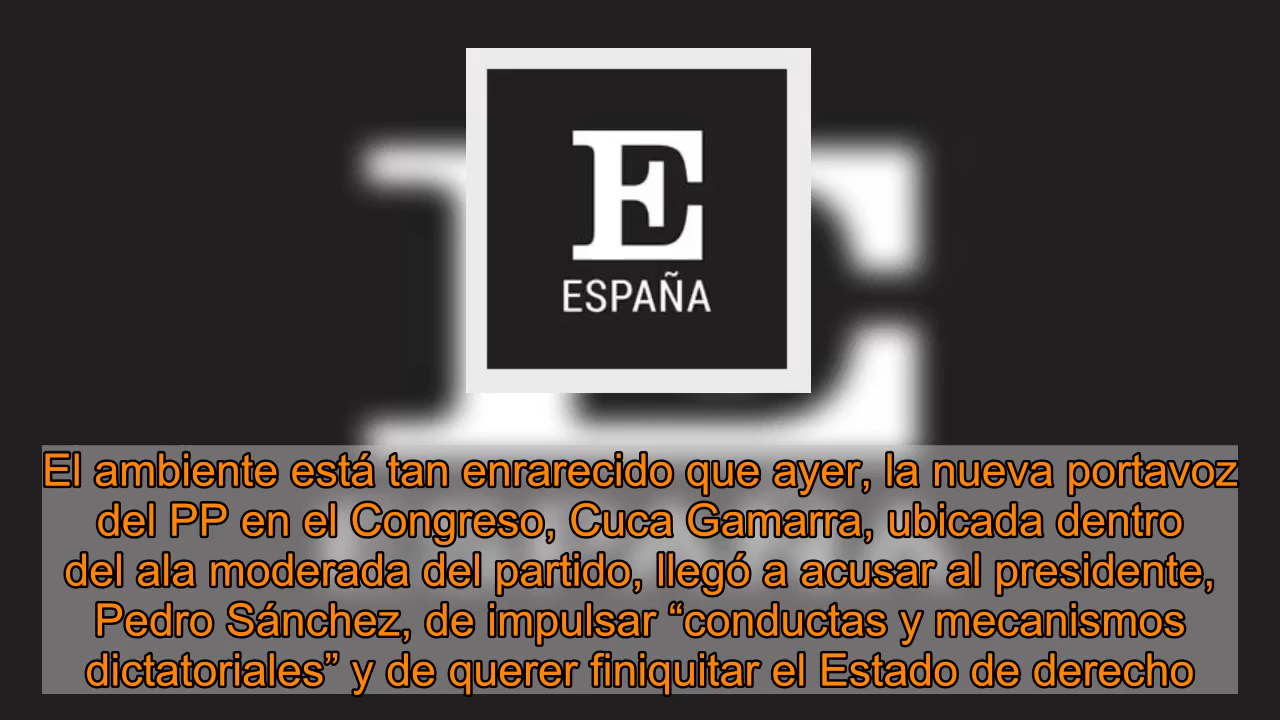 E
ESPAÑA
El ambiente está tan enrarecido que ayer, la nueva portavoz
del PP en el Congreso, Cuca Gamarra, ubicada dentro
del ala moderada del partido, llegó a acusar al presidente,
Pedro Sánchez, de impulsar “conductas y mecanismos
dictatoriales” y de querer finiquitar el Estado de derecho